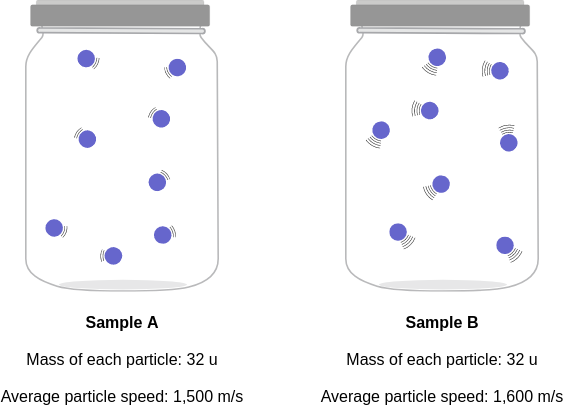 Sample A
Mass of each particle: 32 u
Average particle speed: 1,500 m/s
Sample B
Mass of each particle: 32 u
Average particle speed: 1,600 m/s